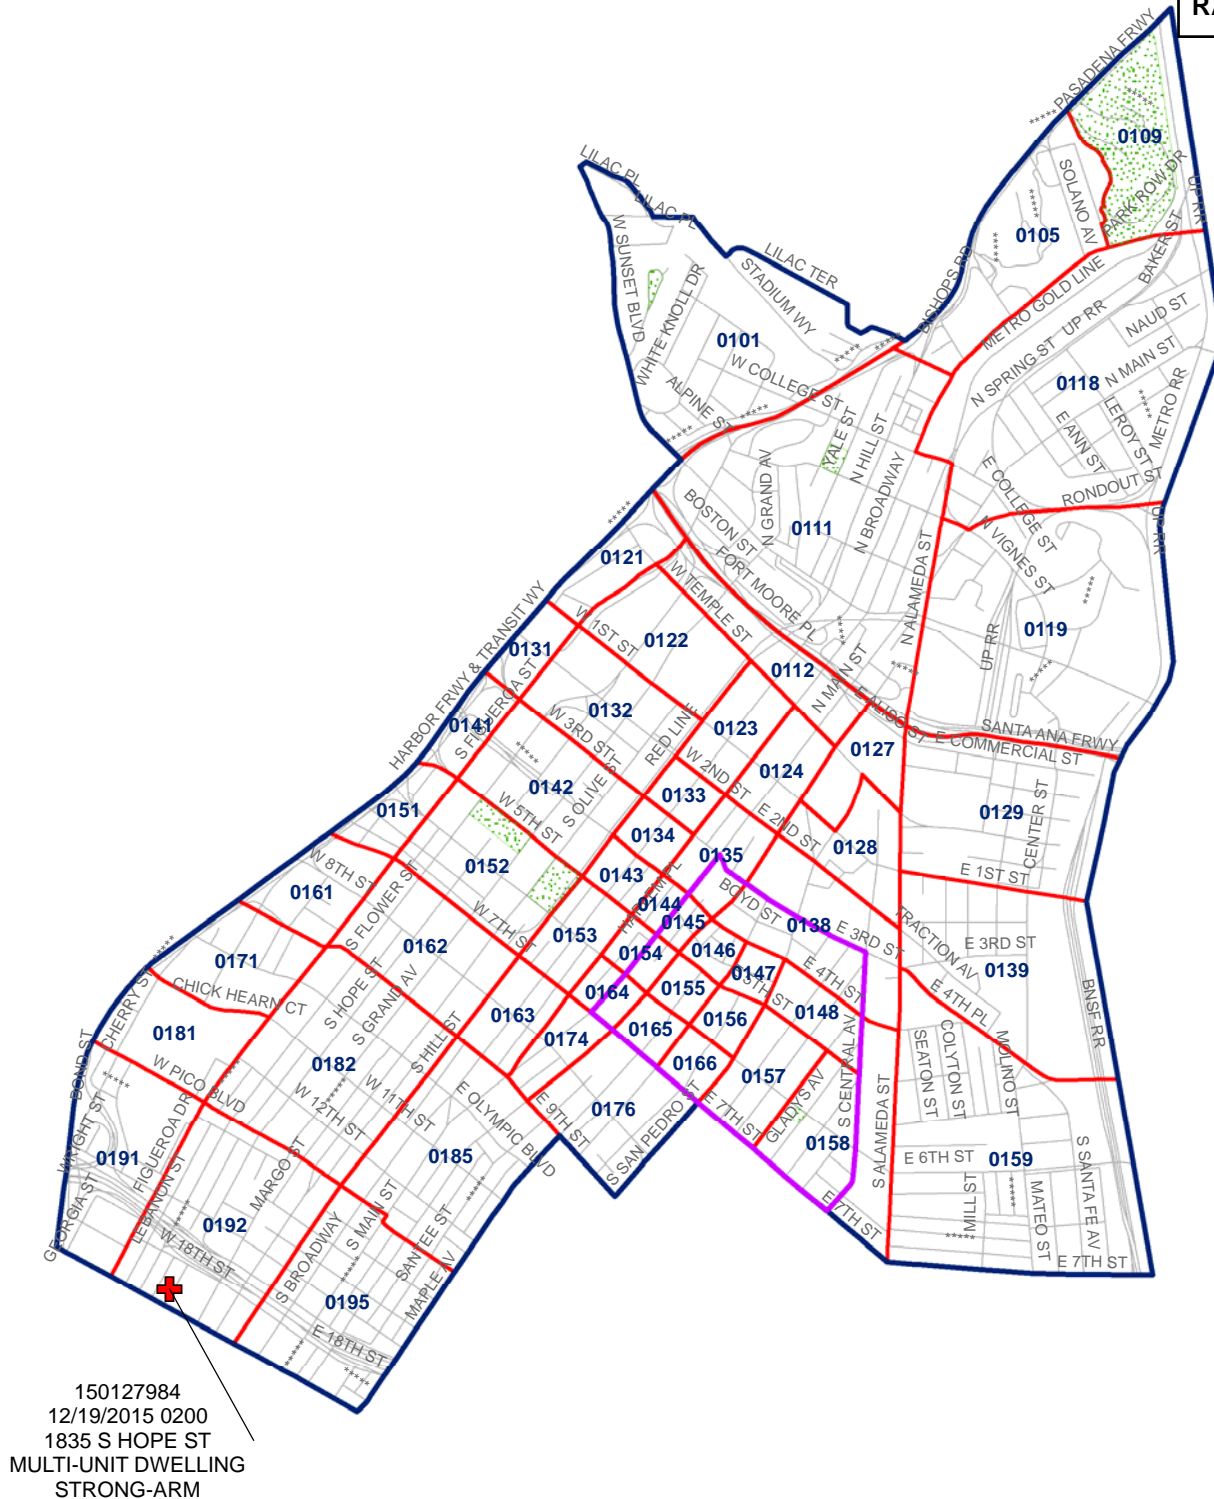 RA
PASADENA FRWY
*****
*****
0109
LILAC PL
LILAC PL
SOLANO AV
PARK ROW DR
UP RR
W SUNSET BLVD
*****
*****
0105
BAKER ST
LILAC TER
STADIUM WY
BISHOPS RD
METRO GOLD LINE
WHITE KNOLL DR
UP RR
NAUD ST
0101
*****
*****
N SPRING ST
N MAIN ST
W COLLEGE ST
0118
METRO RR
ALPINE ST
*****
*****
LEROY ST
*****
E ANN ST
YALE ST
N HILL ST
N BROADWAY
N GRAND AV
E COLLEGE ST
RONDOUT ST
BOSTON ST
*****
0111
N VIGNES ST
UP RR
0121
FORT MOORE PL
N ALAMEDA ST
W TEMPLE ST
*****
HARBOR FRWY & TRANSIT WY
W 1ST ST
0122
*****
0119
UP RR
0131
0112
N MAIN ST
*****
*****
S FIGUEROA ST
0132
W 3RD ST
RED LINE
0123
E ALISO ST
SANTA ANA FRWY
0141
*****
0127
E COMMERCIAL ST
W 2ND ST
0124
0142
S OLIVE ST
0133
0151
W 5TH ST
E 2ND ST
0129
CENTER ST
0134
0128
0135
W 8TH ST
0152
0143
HARLEM PL
BOYD ST
E 1ST ST
0161
S FLOWER ST
0144
0145
W 7TH ST
0138
E 3RD ST
TRACTION AV
0153
E 3RD ST
0162
0154
0146
E 4TH ST
0139
*****
0171
0147
E 5TH ST
CHERRY ST
CHICK HEARN CT
S HOPE ST
S GRAND AV
0164
0155
0148
E 4TH PL
BNSF RR
0163
0156
0181
0165
BOND ST
S HILL ST
0174
S CENTRAL AV
SEATON ST
COLYTON ST
MOLINO ST
0182
0166
*****
W PICO BLVD
*****
*****
W 12TH ST
W 11TH ST
E OLYMPIC BLVD
0157
GLADYS AV
WRIGHT ST
FIGUEROA DR
E 9TH ST
0176
E 7TH ST
S ALAMEDA ST
0191
LEBANON ST
MARGO ST
0185
S SAN PEDRO ST
0158
E 6TH ST
0159
S SANTA FE AV
GEORGIA ST
*****
*****
*****
MILL ST
MATEO ST
0192
S MAIN ST
SANTEE ST
E 7TH ST
W 18TH ST
S BROADWAY
*****
*****
E 7TH ST
MAPLE AV
0195
E 18TH ST
*****
*****
150127984
12/19/2015 0200
1835 S HOPE ST
MULTI-UNIT DWELLING
STRONG-ARM